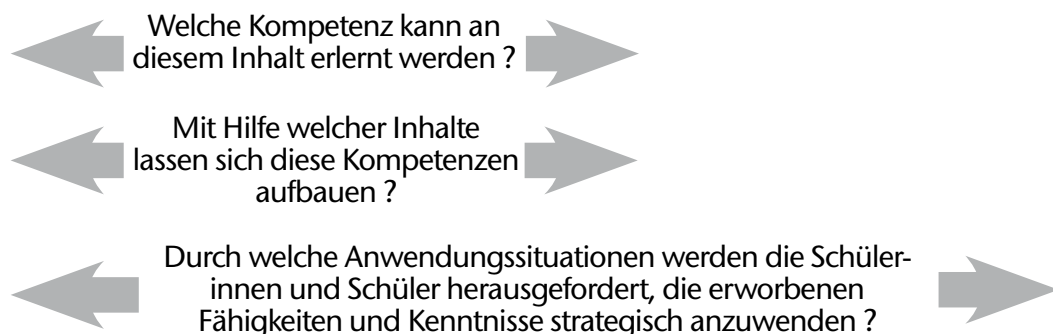 Welche Kompetenz kann an
diesem Inhalt erlernt werden ?
Mit Hilfe welcher Inhalte
lassen sich diese Kompetenzen
aufbauen ?
Durch welche Anwendungssituationen werden die Schüler-
innen und Schüler herausgefordert, die erworbenen
Fähigkeiten und Kenntnisse strategisch anzuwenden ?